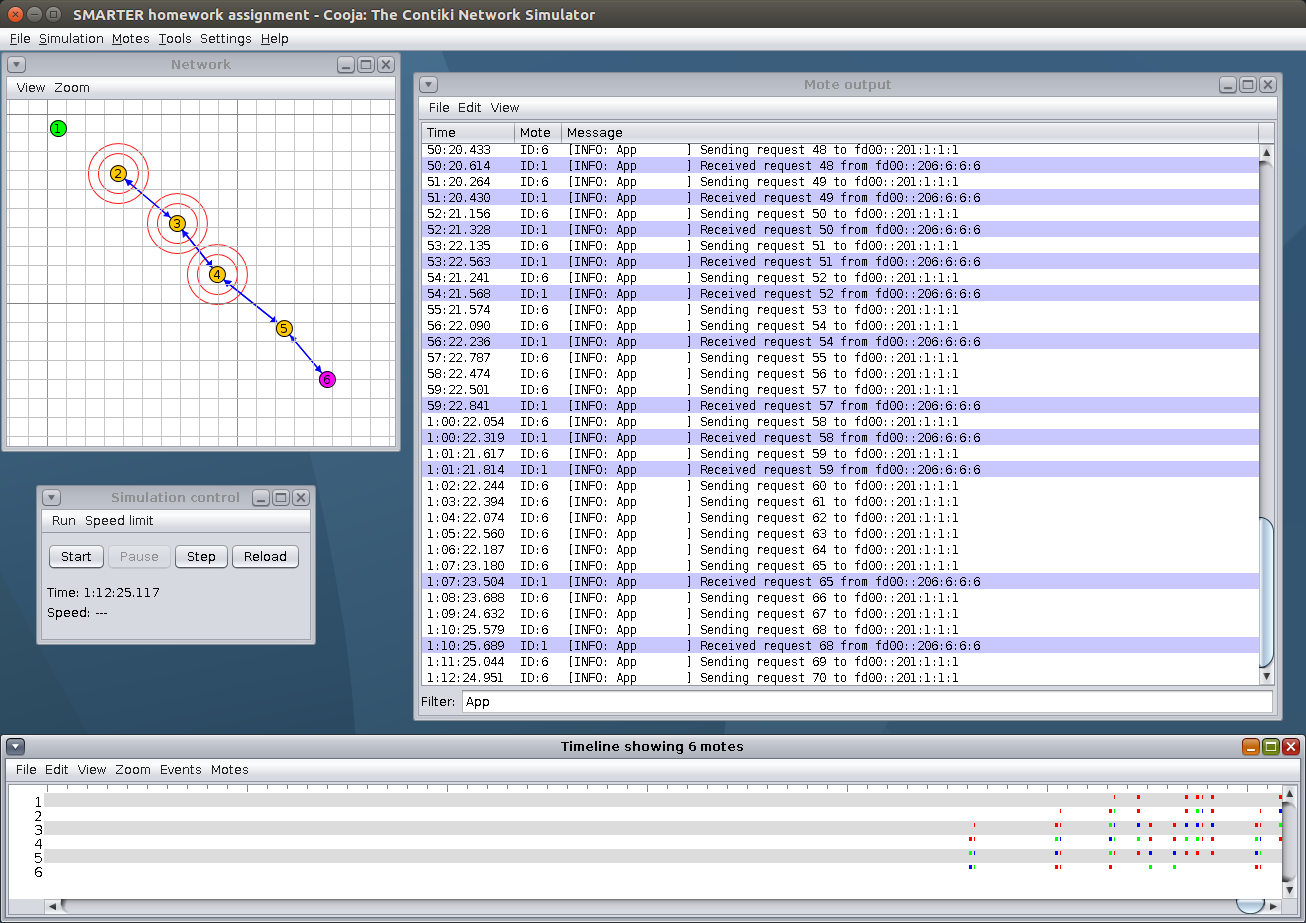 SMARTER homework assignment - Cooja: The Contiki Network Simulator
File Simulation Motes Tools Settings Help
Network
View Zoom
1
2
3
4
5
6
Simulation control
Run Speed limit
Start Pause Step Reload
Time: 1:12:25.117
Speed: ---
Mote output
File Edit View
Time Mote Message
50:20.433 ID:6 [INFO: App ] Sending request 48 to fd00::201:1:1:1
50:20.614 ID:1 [INFO: App ] Received request 48 from fd00::206:6:6:6
51:20.264 ID:6 [INFO: App ] Sending request 49 to fd00::201:1:1:1
51:20.430 ID:1 [INFO: App ] Received request 49 from fd00::206:6:6:6
52:21.156 ID:6 [INFO: App ] Sending request 50 to fd00::201:1:1:1
52:21.328 ID:1 [INFO: App ] Received request 50 from fd00::206:6:6:6
53:22.135 ID:6 [INFO: App ] Sending request 51 to fd00::201:1:1:1
53:22.563 ID:1 [INFO: App ] Received request 51 from fd00::206:6:6:6
54:21.241 ID:6 [INFO: App ] Sending request 52 to fd00::201:1:1:1
54:21.568 ID:1 [INFO: App ] Received request 52 from fd00::206:6:6:6
55:21.574 ID:6 [INFO: App ] Sending request 53 to fd00::201:1:1:1
56:22.090 ID:6 [INFO: App ] Sending request 54 to fd00::201:1:1:1
56:22.236 ID:1 [INFO: App ] Received request 54 from fd00::206:6:6:6
57:22.787 ID:6 [INFO: App ] Sending request 55 to fd00::201:1:1:1
58:22.474 ID:6 [INFO: App ] Sending request 56 to fd00::201:1:1:1
59:22.501 ID:6 [INFO: App ] Sending request 57 to fd00::201:1:1:1
59:22.841 ID:1 [INFO: App ] Received request 57 from fd00::206:6:6:6
1:00:22.054 ID:6 [INFO: App ] Sending request 58 to fd00::201:1:1:1
1:00:22.319 ID:1 [INFO: App ] Received request 58 from fd00::206:6:6:6
1:01:21.617 ID:6 [INFO: App ] Sending request 59 to fd00::201:1:1:1
1:01:21.814 ID:1 [INFO: App ] Received request 59 from fd00::206:6:6:6
1:02:22.244 ID:6 [INFO: App ] Sending request 60 to fd00::201:1:1:1
1:03:22.394 ID:6 [INFO: App ] Sending request 61 to fd00::201:1:1:1
1:04:22.074 ID:6 [INFO: App ] Sending request 62 to fd00::201:1:1:1
1:05:22.560 ID:6 [INFO: App ] Sending request 63 to fd00::201:1:1:1
1:06:22.187 ID:6 [INFO: App ] Sending request 64 to fd00::201:1:1:1
1:07:23.180 ID:6 [INFO: App ] Sending request 65 to fd00::201:1:1:1
1:07:23.504 ID:1 [INFO: App ] Received request 65 from fd00::206:6:6:6
1:08:23.688 ID:6 [INFO: App ] Sending request 66 to fd00::201:1:1:1
1:09:24.632 ID:6 [INFO: App ] Sending request 67 to fd00::201:1:1:1
1:10:25.579 ID:6 [INFO: App ] Sending request 68 to fd00::201:1:1:1
1:10:25.689 ID:1 [INFO: App ] Received request 68 from fd00::206:6:6:6
1:11:25.044 ID:6 [INFO: App ] Sending request 69 to fd00::201:1:1:1
1:12:24.951 ID:6 [INFO: App ] Sending request 70 to fd00::201:1:1:1
Filter: App
Timeline showing 6 motes
File Edit View Zoom Events Motes
1
2
3
4
5
6